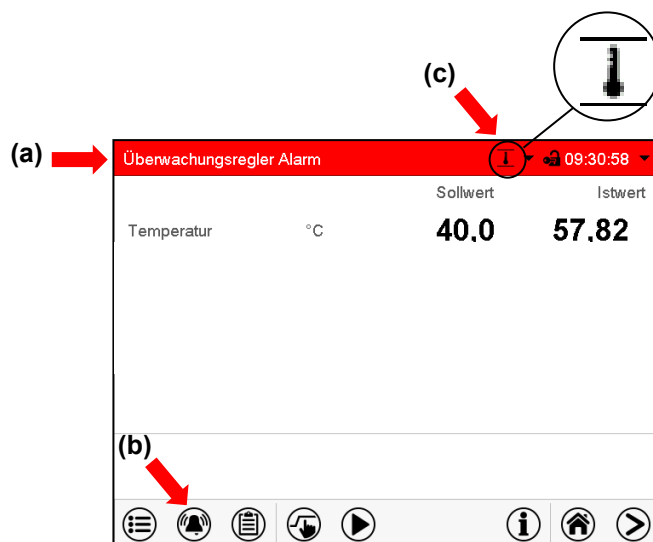 (c)
(a)
Überwachungsregler Alarm 09:30:58
Sollwert Istwert
Temperatur °C 40,0 57,82
(b)